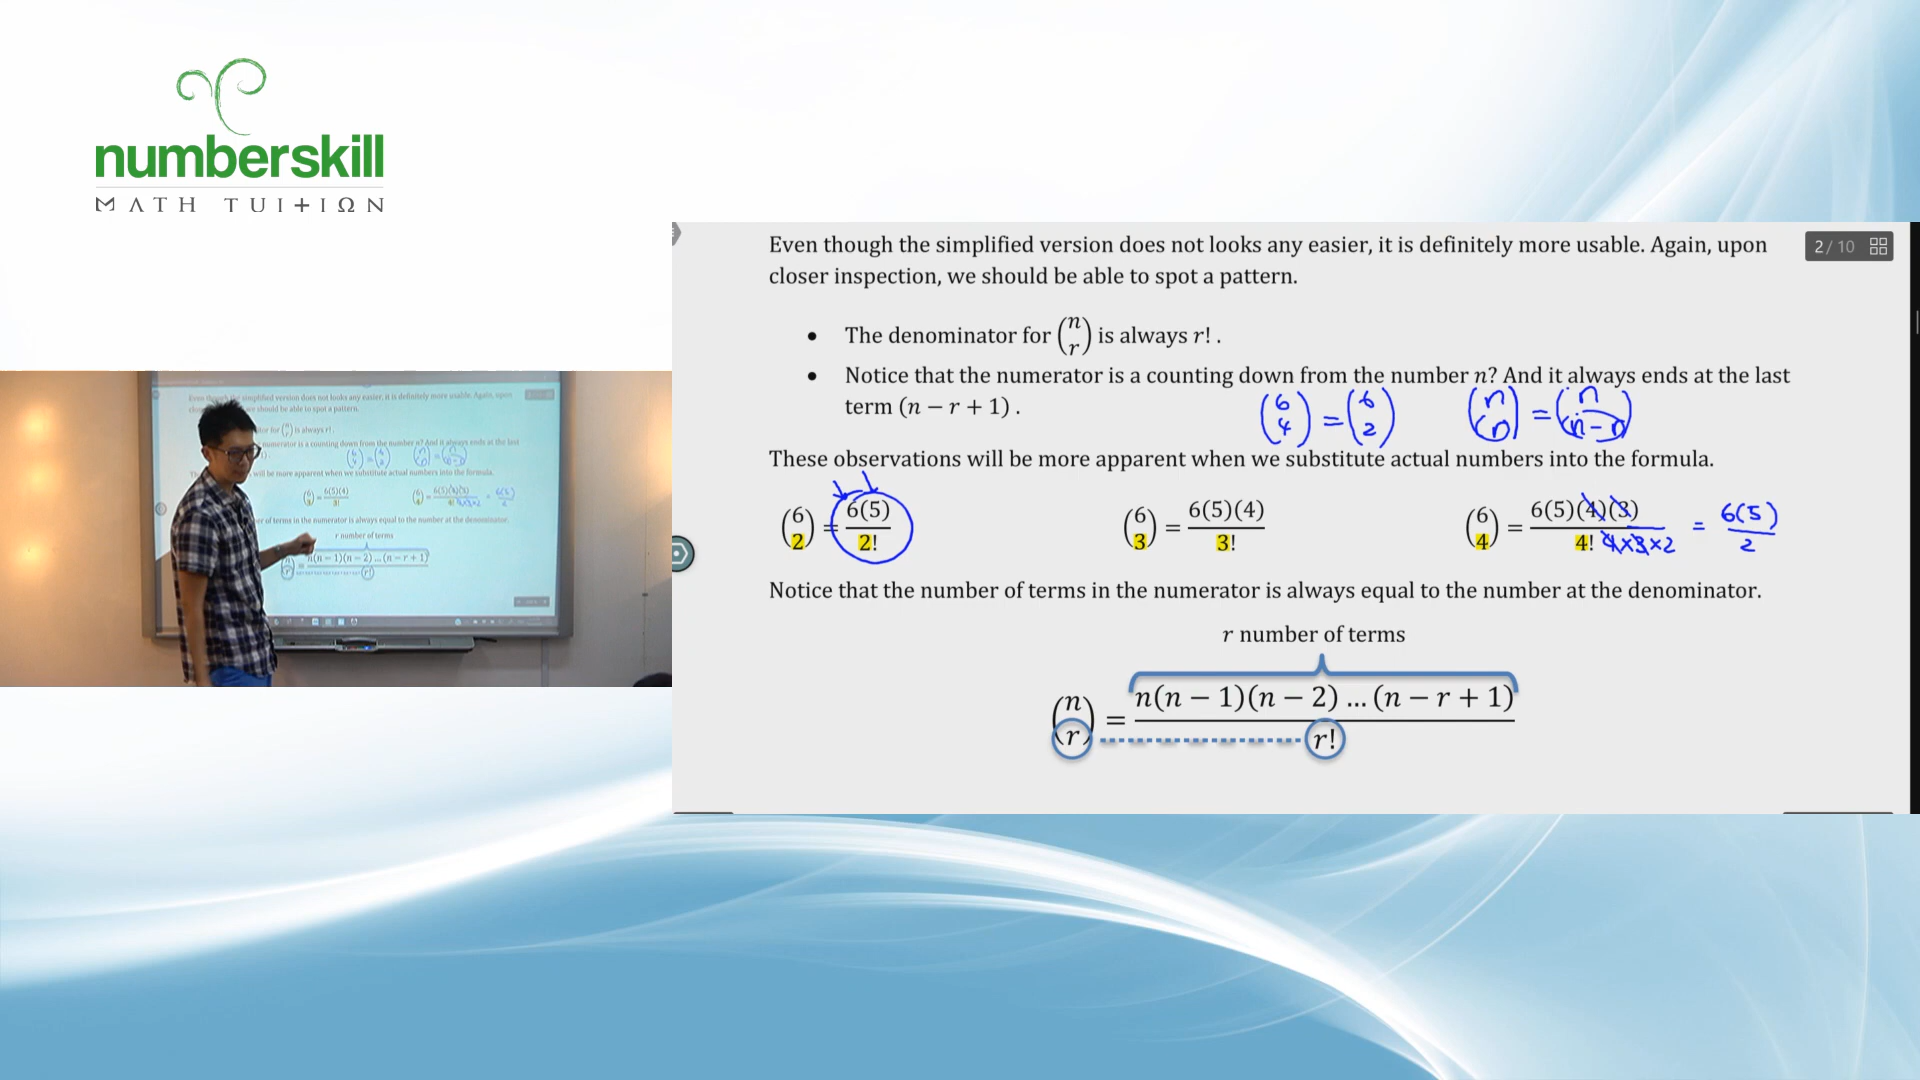 numberskill
MATH TUITION
2 / 10
Even though the simplified version does not looks any easier, it is definitely more usable. Again, upon
closer inspection, we should be able to spot a pattern.
• The denominator for (n r) is always r! .
• Notice that the numerator is a counting down from the number n? And it always ends at the last
term (n − r + 1) .
(6 4) = (6 2) (n r) = (n n-r)
These observations will be more apparent when we substitute actual numbers into the formula.
(6 2) = 6(5) / 2! (6 3) = 6(5)(4) / 3! (6 4) = 6(5)(4)(3) / 4! 4×3×2 = 6(5) / 2
Notice that the number of terms in the numerator is always equal to the number at the denominator.
r number of terms
(n r) = n(n − 1)(n − 2) … (n − r + 1) / r!